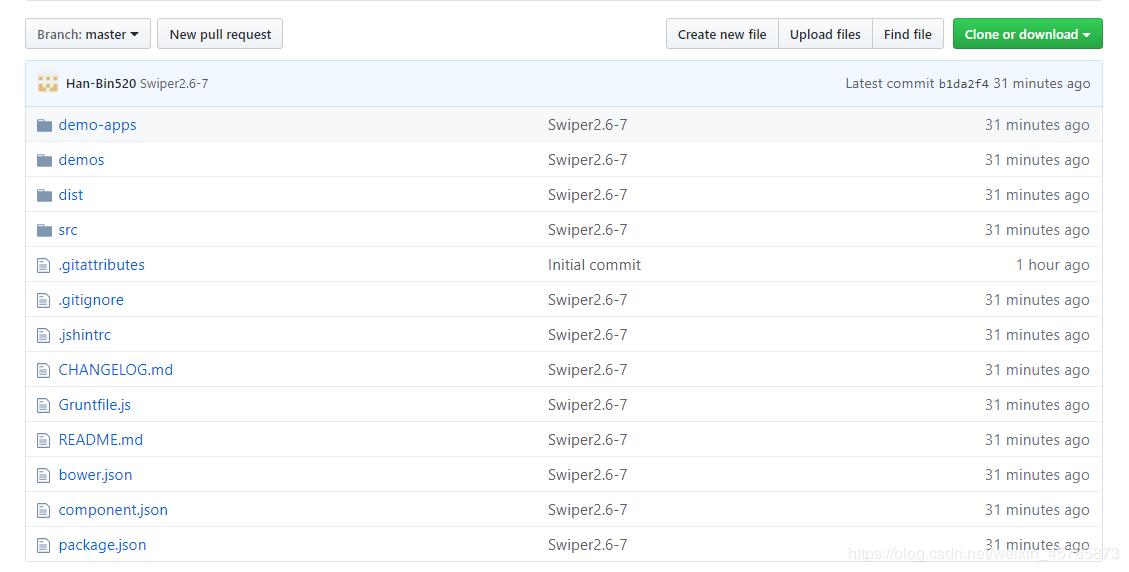 Branch: master New pull request Create new file Upload files Find file Clone or download
Han-Bin520 Swiper2.6-7 Latest commit b1da2f4 31 minutes ago
demo-apps Swiper2.6-7 31 minutes ago
demos Swiper2.6-7 31 minutes ago
dist Swiper2.6-7 31 minutes ago
src Swiper2.6-7 31 minutes ago
.gitattributes Initial commit 1 hour ago
.gitignore Swiper2.6-7 31 minutes ago
.jshintrc Swiper2.6-7 31 minutes ago
CHANGELOG.md Swiper2.6-7 31 minutes ago
Gruntfile.js Swiper2.6-7 31 minutes ago
README.md Swiper2.6-7 31 minutes ago
bower.json Swiper2.6-7 31 minutes ago
component.json Swiper2.6-7 31 minutes ago
package.json Swiper2.6-7 31 minutes ago